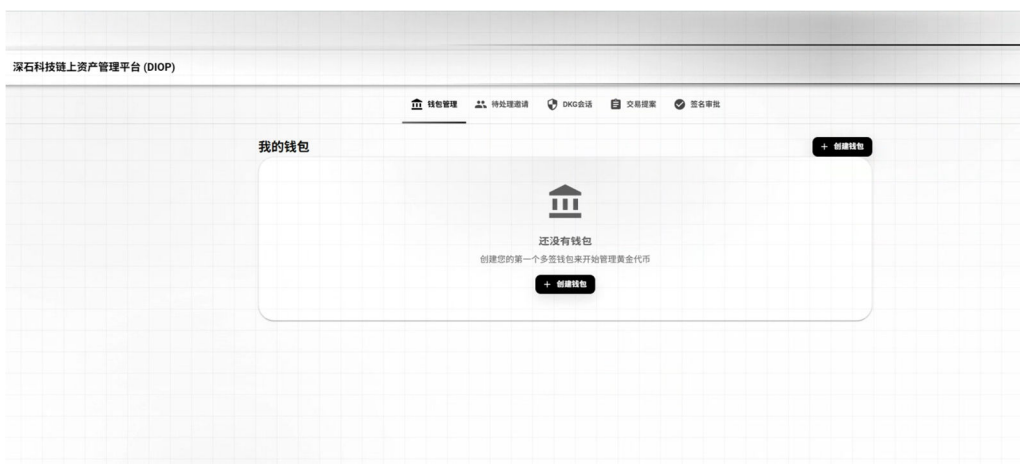 深石科技链上资产管理平台 (DIOP)
钱包管理 待处理邀请 DKG会话 交易提案 签名审批
我的钱包 + 创建钱包
还没有钱包
创建您的第一个多签钱包来开始管理黄金代币
+ 创建钱包